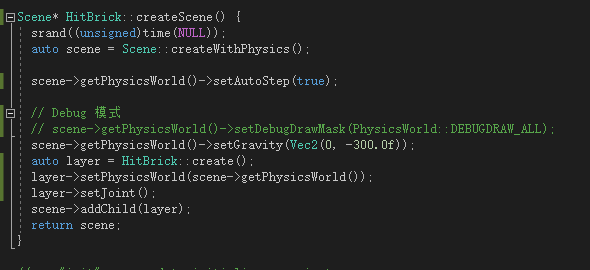 Scene* HitBrick::createScene() {
srand((unsigned)time(NULL));
auto scene = Scene::createWithPhysics();
scene->getPhysicsWorld()->setAutoStep(true);
// Debug 模式
// scene->getPhysicsWorld()->setDebugDrawMask(PhysicsWorld::DEBUGDRAW_ALL);
scene->getPhysicsWorld()->setGravity(Vec2(0, -300.0f));
auto layer = HitBrick::create();
layer->setPhysicsWorld(scene->getPhysicsWorld());
layer->setJoint();
scene->addChild(layer);
return scene;
}